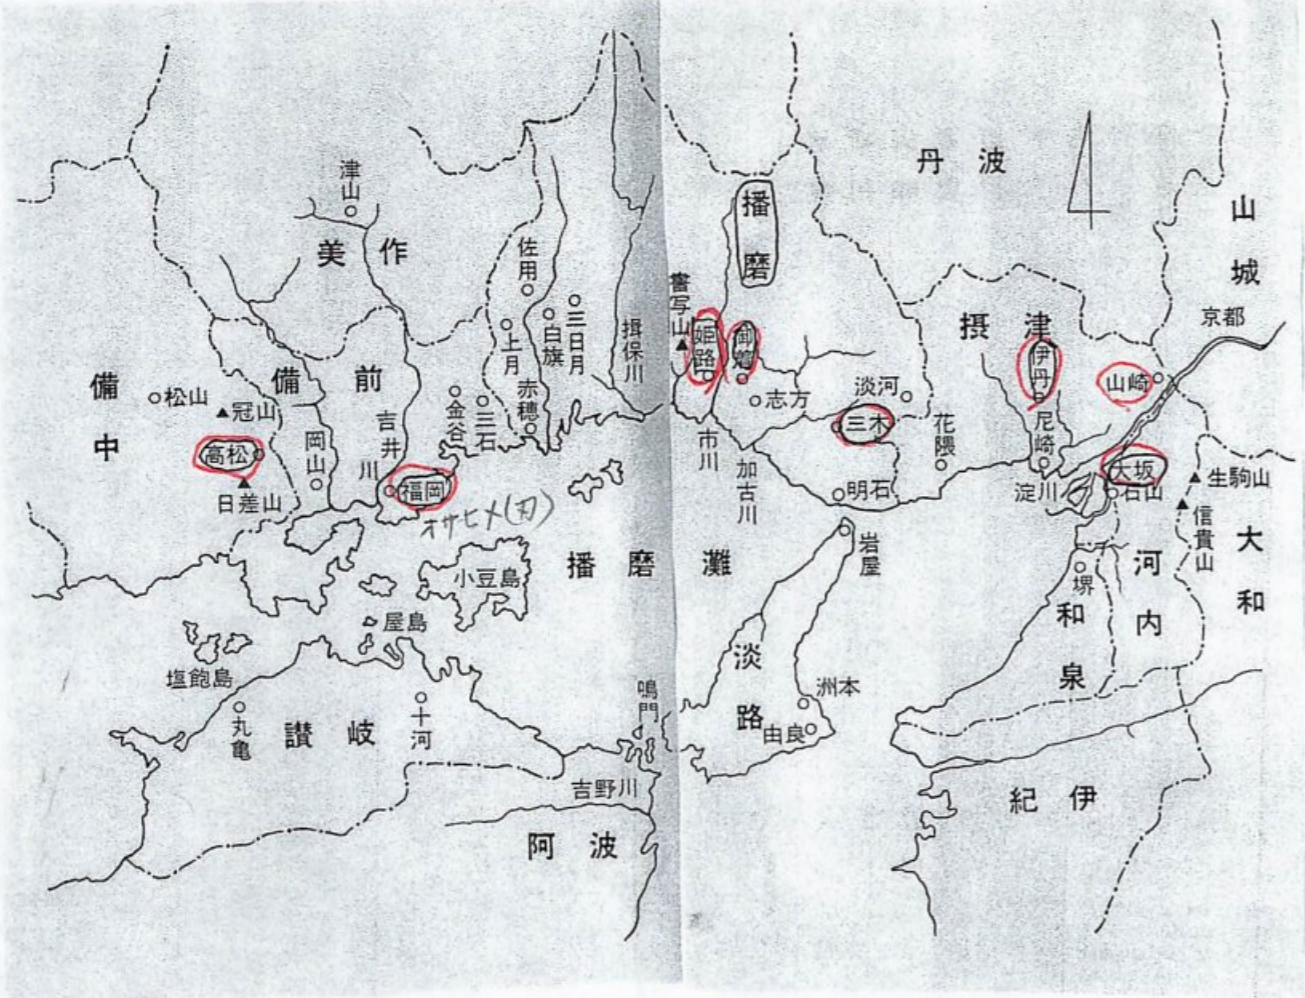 丹波
山城
京都
津山
美作
播磨
佐用
三日月
白旗
上月
揖保川
書写山
姫路
御着
摂津
伊丹
山崎
備中
松山
冠山
備前
高松
日差山
岡山
吉井川
福岡
オサヒメ(刃)
金谷
三石
赤穂
志方
淡河
三木
市川
加古川
明石
花隈
尼崎
淀川
大坂
石山
生駒山
信貴山
大和
河内
堺
和泉
播磨灘
岩屋
淡路
洲本
由良
小豆島
屋島
塩飽島
丸亀
讃岐
十河
鳴門
吉野川
阿波
紀伊